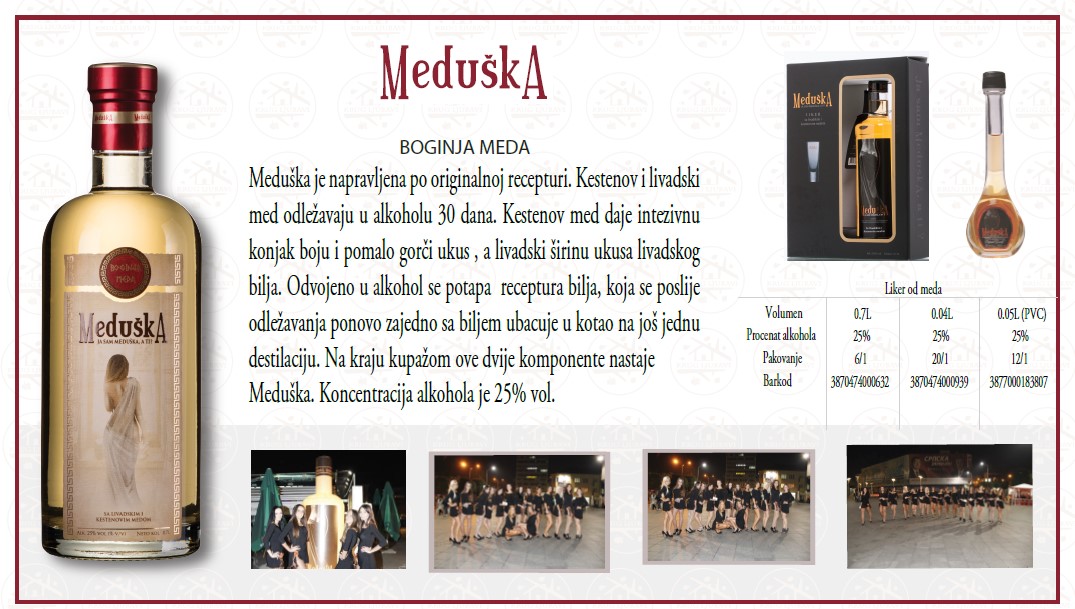 MeduškA
BOGINJA MEDA
Meduška je napravljena po originalnoj recepturi. Kestenov i livadski
med odležavaju u alkoholu 30 dana. Kestenov med daje intezivnu
konjak boju i pomalo gorči ukus , a livadski širinu ukusa livadskog
bilja. Odvojeno u alkohol se potapa receptura bilja, koja se poslije
odležavanja ponovo zajedno sa biljem ubacuje u kotao na još jednu
destilaciju. Na kraju kupažom ove dvije komponente nastaje
Meduška. Koncentracija alkohola je 25% vol.
MeduškA
BOGINJA
MEDA
MeduškA
JA SAM MEDUŠKA, A TI?
SA LIVADSKIM I
KESTENOVIM MEDOM
MeduškA
LIKER
MeduškA
MeduškA
Liker od meda
Volumen 0.7L 0.04L 0.05L (PVC)
Procenat alkohola 25% 25% 25%
Pakovanje 6/1 20/1 12/1
Barkod 3870474000632 3870474000939 3877000183807
СРПСКА